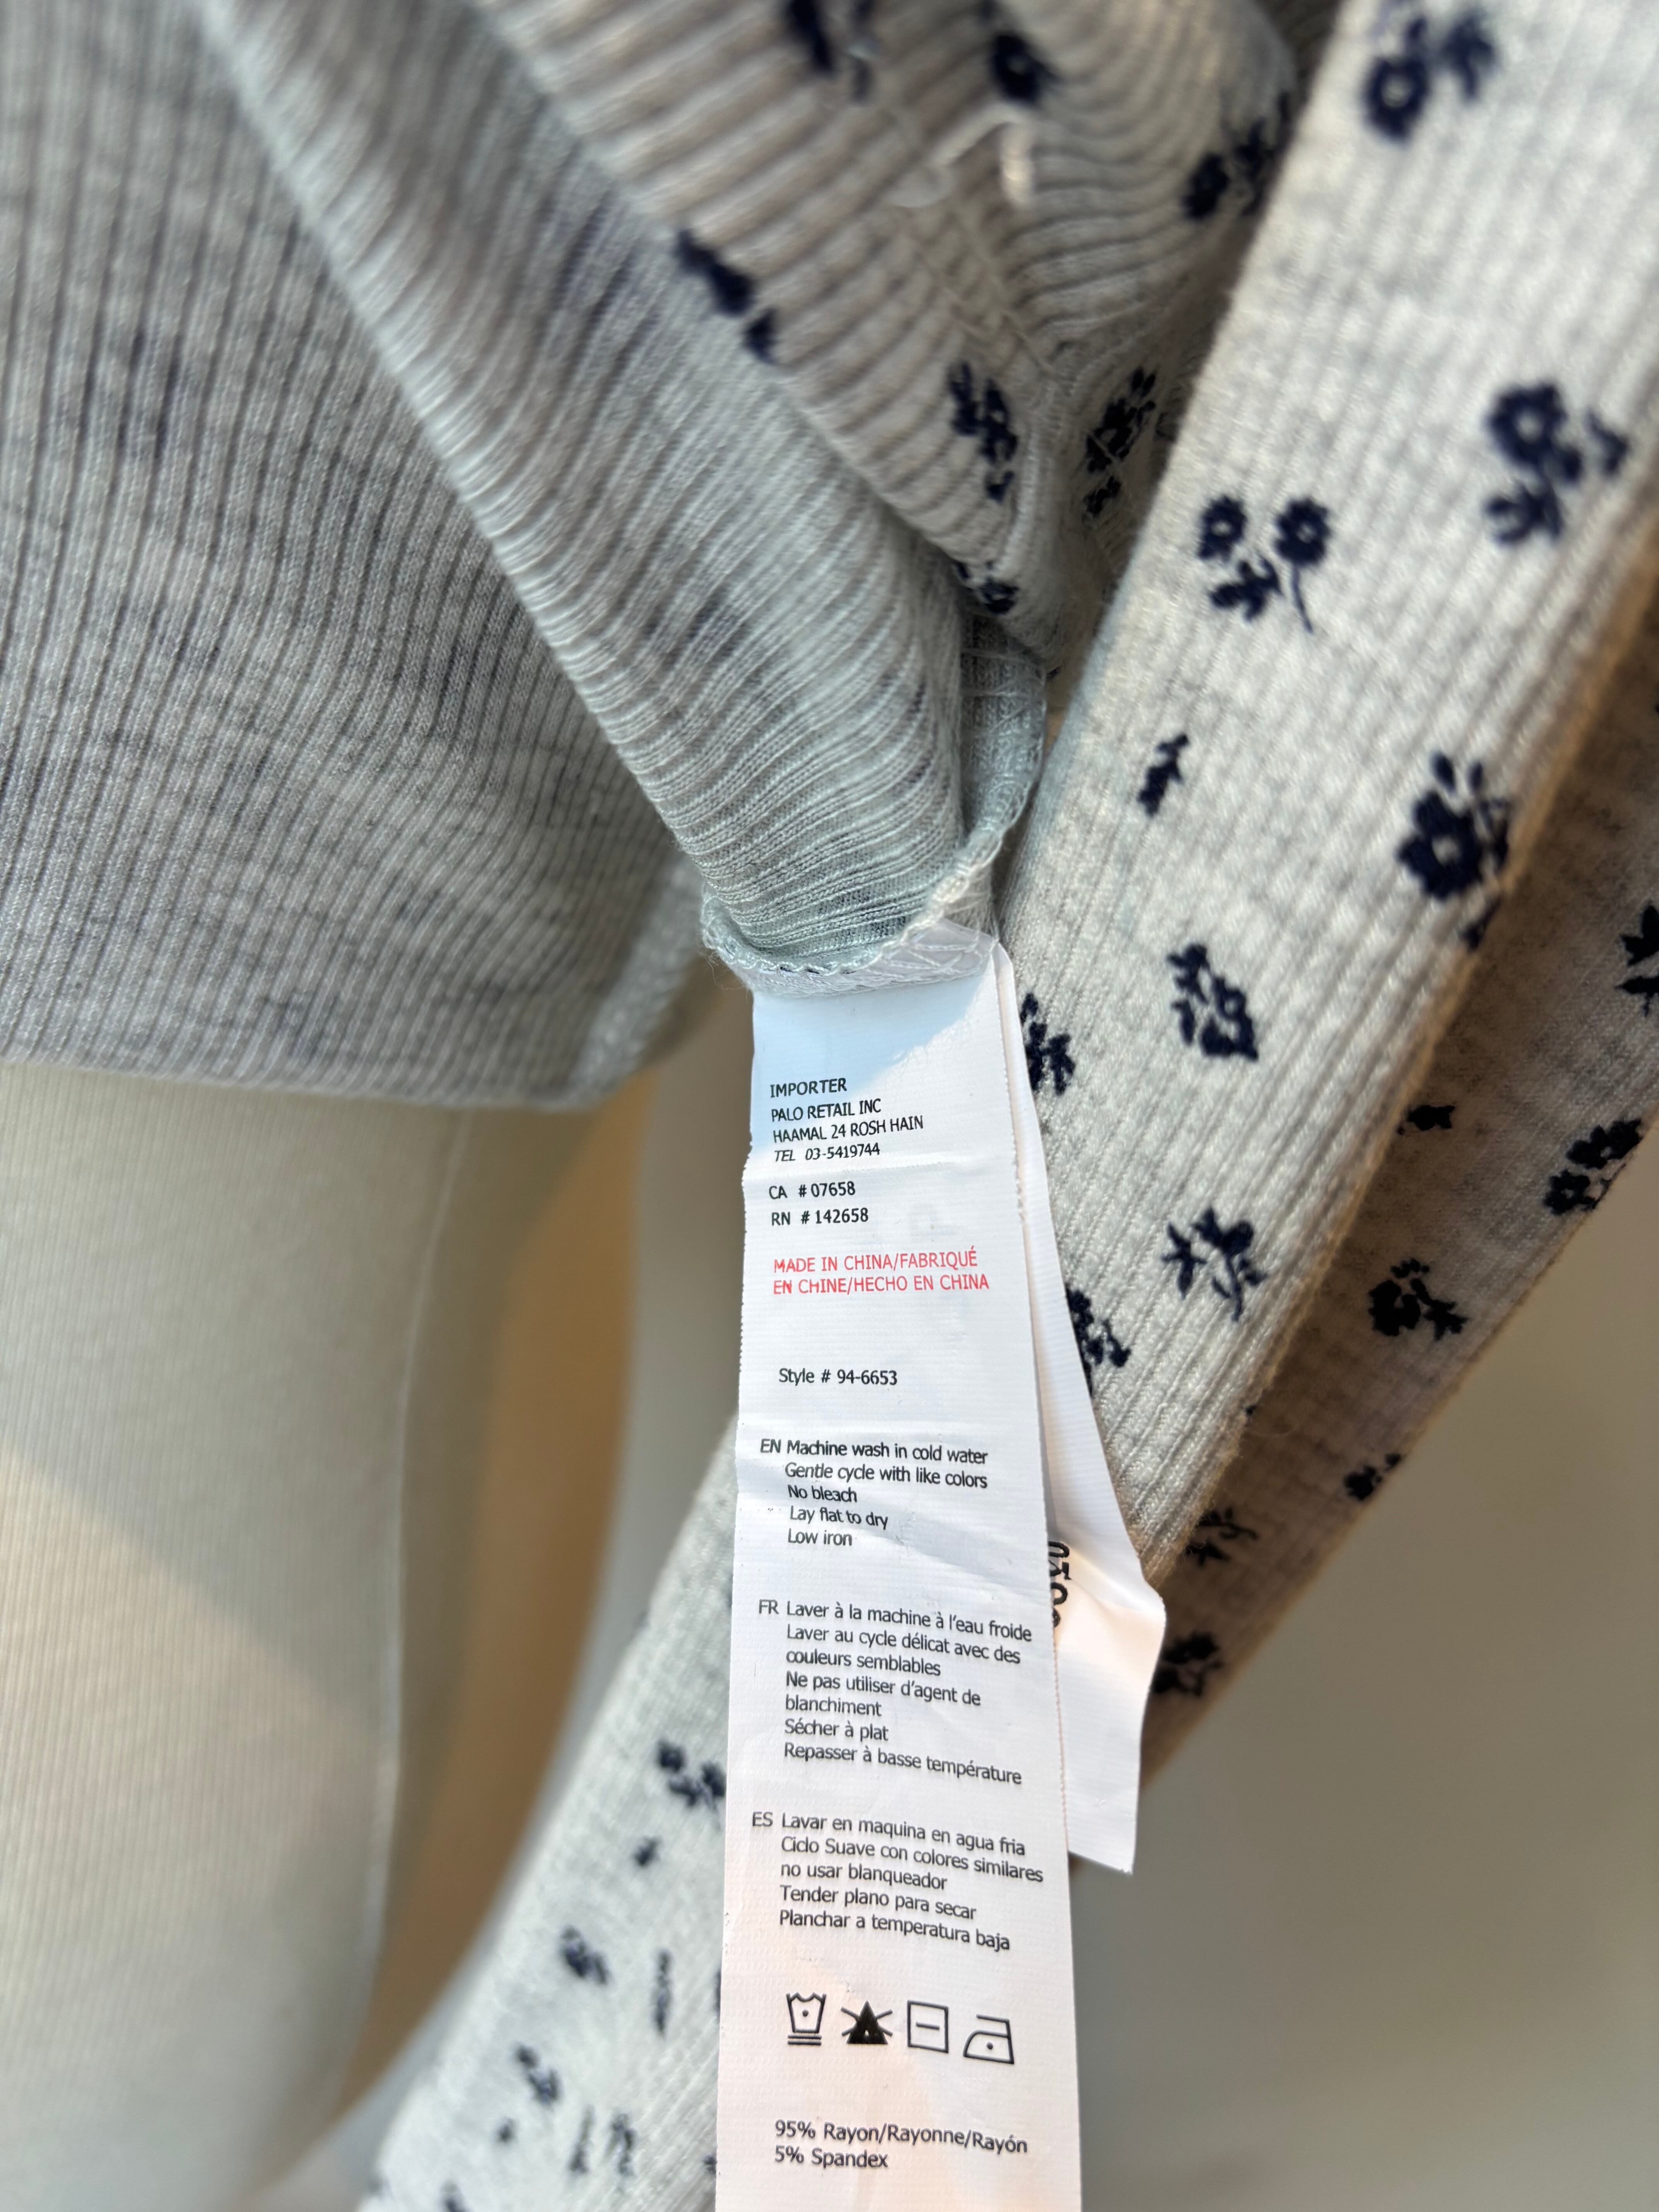 IMPORTER
PALO RETAIL INC
HAAMAL 24 ROSH HAIN
TEL 03-5419744
CA # 07658
RN # 142658
MADE IN CHINA/FABRIQUÉ
EN CHINE/HECHO EN CHINA
Style # 94-6653
EN Machine wash in cold water
Gentle cycle with like colors
No bleach
Lay flat to dry
Low iron
FR Laver à la machine à l'eau froide
Laver au cycle délicat avec des
couleurs semblables
Ne pas utiliser d'agent de
blanchiment
Sécher à plat
Repasser à basse température
ES Lavar en maquina en agua fria
Ciclo Suave con colores similares
no usar blanqueador
Tender plano para secar
Planchar a temperatura baja
95% Rayon/Rayonne/Rayón
5% Spandex